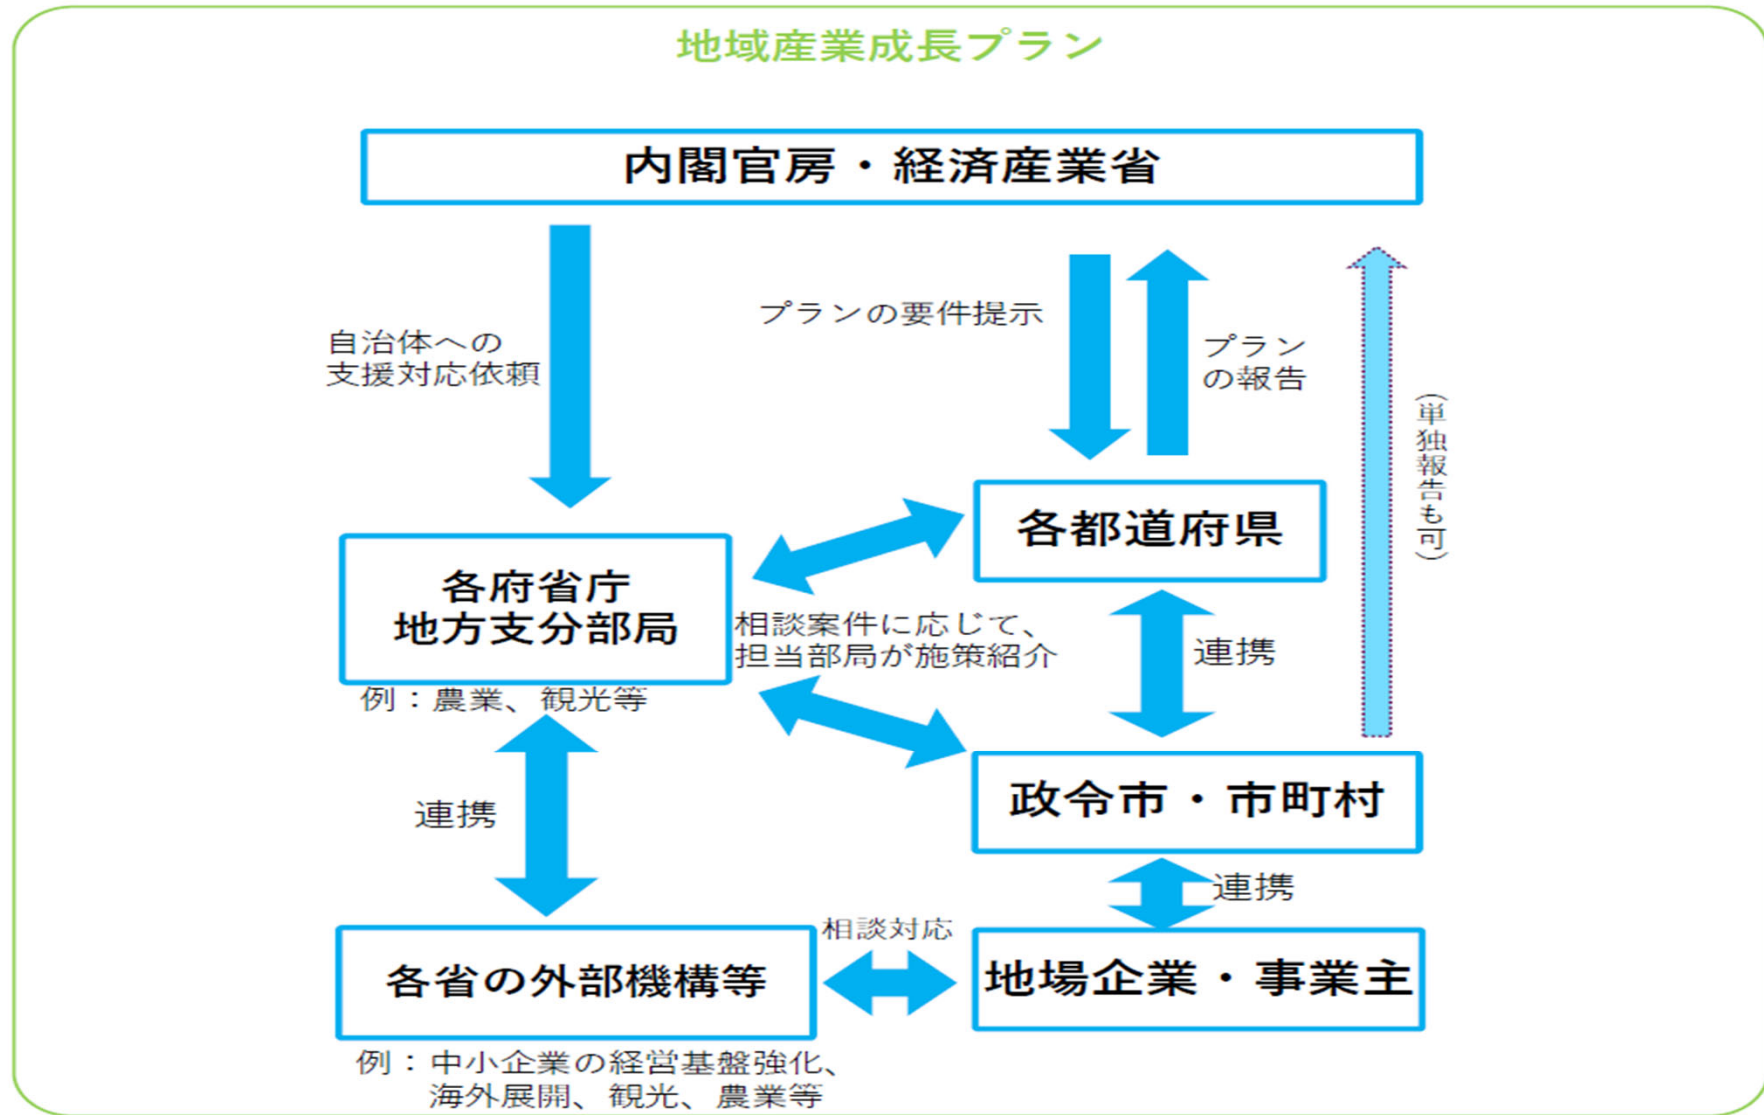 地域産業成長プラン
内閣官房・経済産業省
自治体への
支援対応依頼
プランの要件提示
プラン
の報告
(単独報告も可)
各都道府県
各府省庁
地方支分部局
例：農業、観光等
相談案件に応じて、
担当部局が施策紹介
連携
政令市・市町村
連携
連携
各省の外部機構等
相談対応
地場企業・事業主
例：中小企業の経営基盤強化、
海外展開、観光、農業等